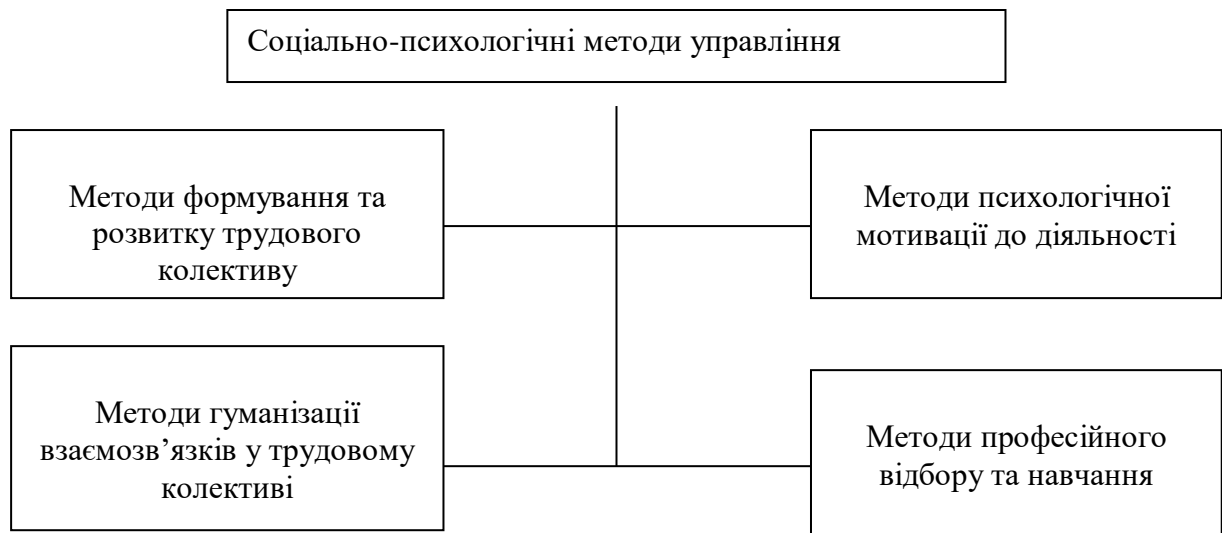 Соціально-психологічні методи управління
Методи формування та
розвитку трудового
колективу
Методи психологічної
мотивації до діяльності
Методи гуманізації
взаємозв’язків у трудовому
колективі
Методи професійного
відбору та навчання